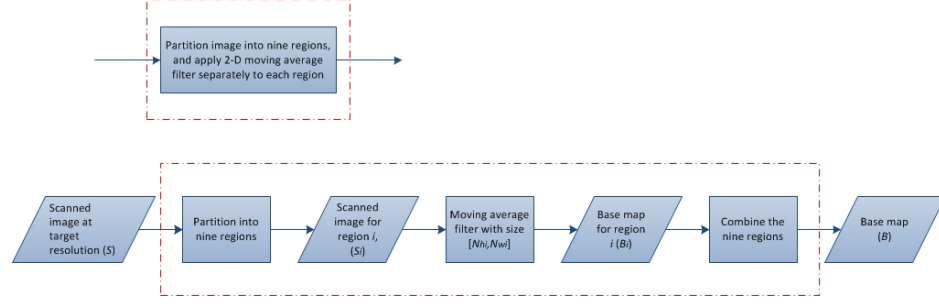 Partition image into nine regions,
and apply 2-D moving average
filter separately to each region
Scanned
image at
target
resolution (S)
Partition into
nine regions
Scanned
image for
region i,
(Si)
Moving average
filter with size
[Nhi,Nwi]
Base map
for region
i (Bi)
Combine the
nine regions
Base map
(B)